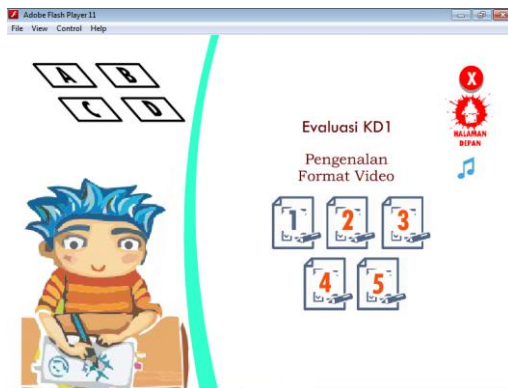 Adobe Flash Player 11
File View Control Help
A B
C D
X
HALAMAN
DEPAN
Evaluasi KD1
Pengenalan
Format Video
1 2 3
4 5